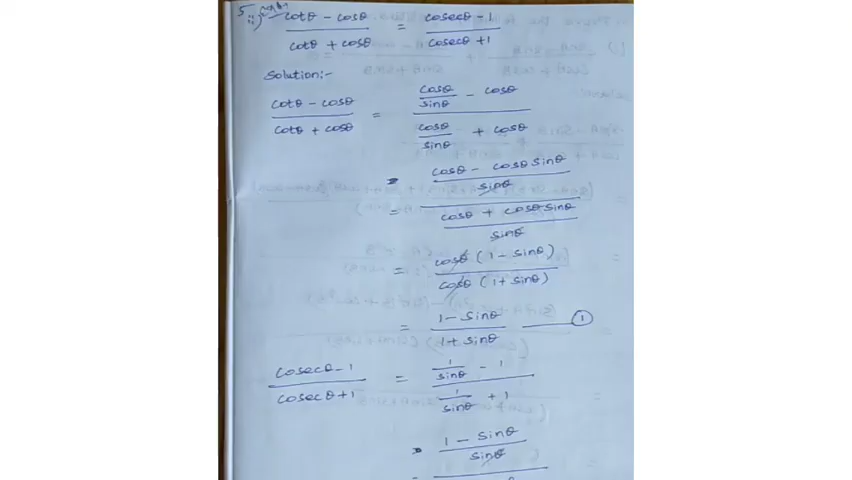 5. ii) cotθ - cosθ / cotθ + cosθ = cosecθ - 1 / cosecθ + 1
Solution:-
cotθ - cosθ / cotθ + cosθ = cosθ/sinθ - cosθ / cosθ/sinθ + cosθ
= cosθ - cosθ sinθ / sinθ / cosθ + cosθ sinθ / sinθ
= cosθ (1 - sinθ) / cosθ (1 + sinθ)
= 1 - sinθ / 1 + sinθ —— ①
cosecθ - 1 / cosecθ + 1 = 1/sinθ - 1 / 1/sinθ + 1
= 1 - sinθ / sinθ